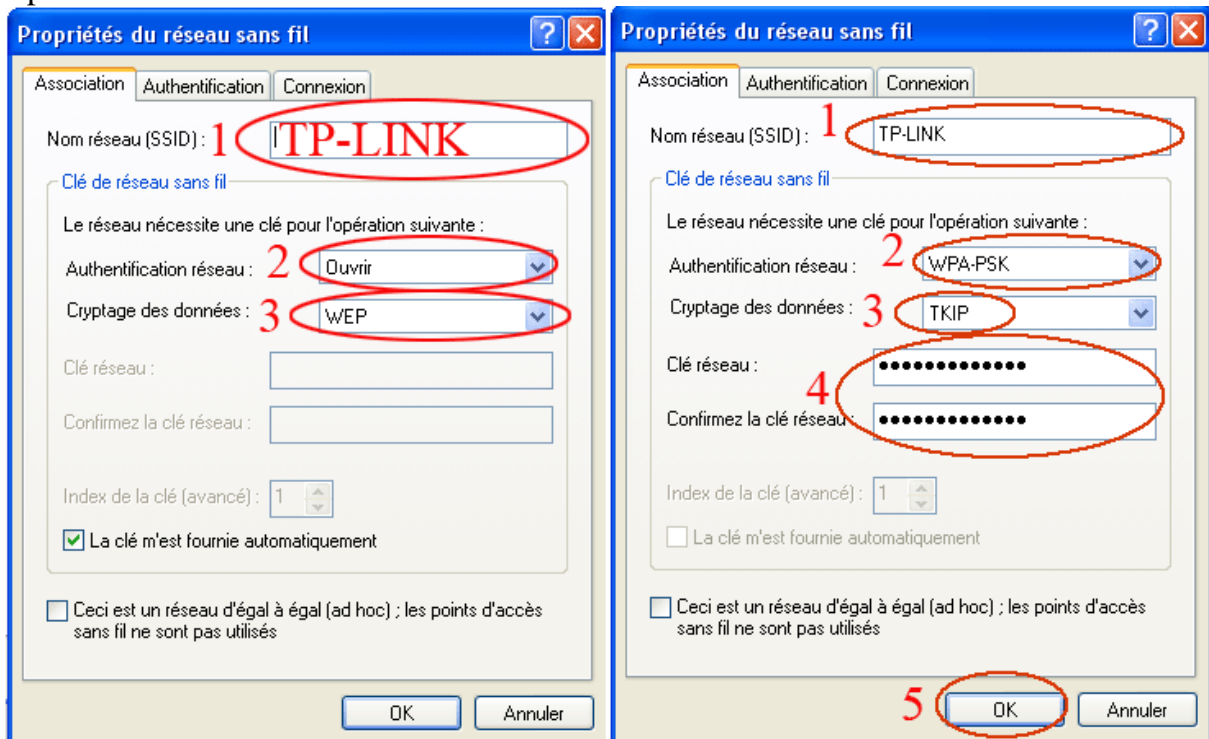 Propriétés du réseau sans fil
Association Authentification Connexion
Nom réseau (SSID) : 1 TP-LINK
Clé de réseau sans fil
Le réseau nécessite une clé pour l'opération suivante :
Authentification réseau : 2 Ouvrir
Cryptage des données : 3 WEP
Clé réseau :
Confirmez la clé réseau :
Index de la clé (avancé) : 1
La clé m'est fournie automatiquement
Ceci est un réseau d'égal à égal (ad hoc) ; les points d'accès
sans fil ne sont pas utilisés
OK Annuler
Propriétés du réseau sans fil
Association Authentification Connexion
Nom réseau (SSID) : 1 TP-LINK
Clé de réseau sans fil
Le réseau nécessite une clé pour l'opération suivante :
Authentification réseau : 2 WPA-PSK
Cryptage des données : 3 TKIP
Clé réseau : •••••••••••••
4
Confirmez la clé réseau : •••••••••••••
Index de la clé (avancé) : 1
La clé m'est fournie automatiquement
Ceci est un réseau d'égal à égal (ad hoc) ; les points d'accès
sans fil ne sont pas utilisés
5 OK Annuler